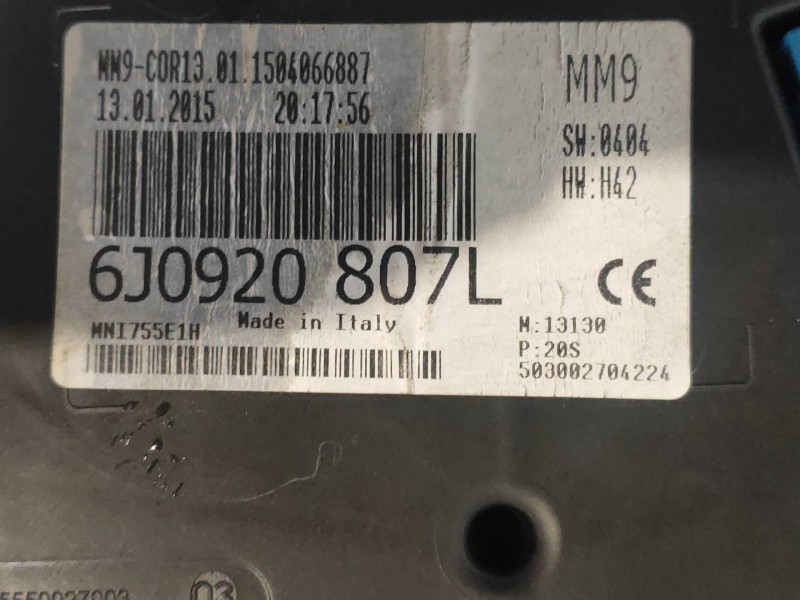 MM9-COR13.01.1504066887
13.01.2015 20:17:56
MM9
SW:0404
HW:H42
6J0920 807L
CE
Made in Italy
MNI755E1H
M:13130
P:20S
503002704224
03